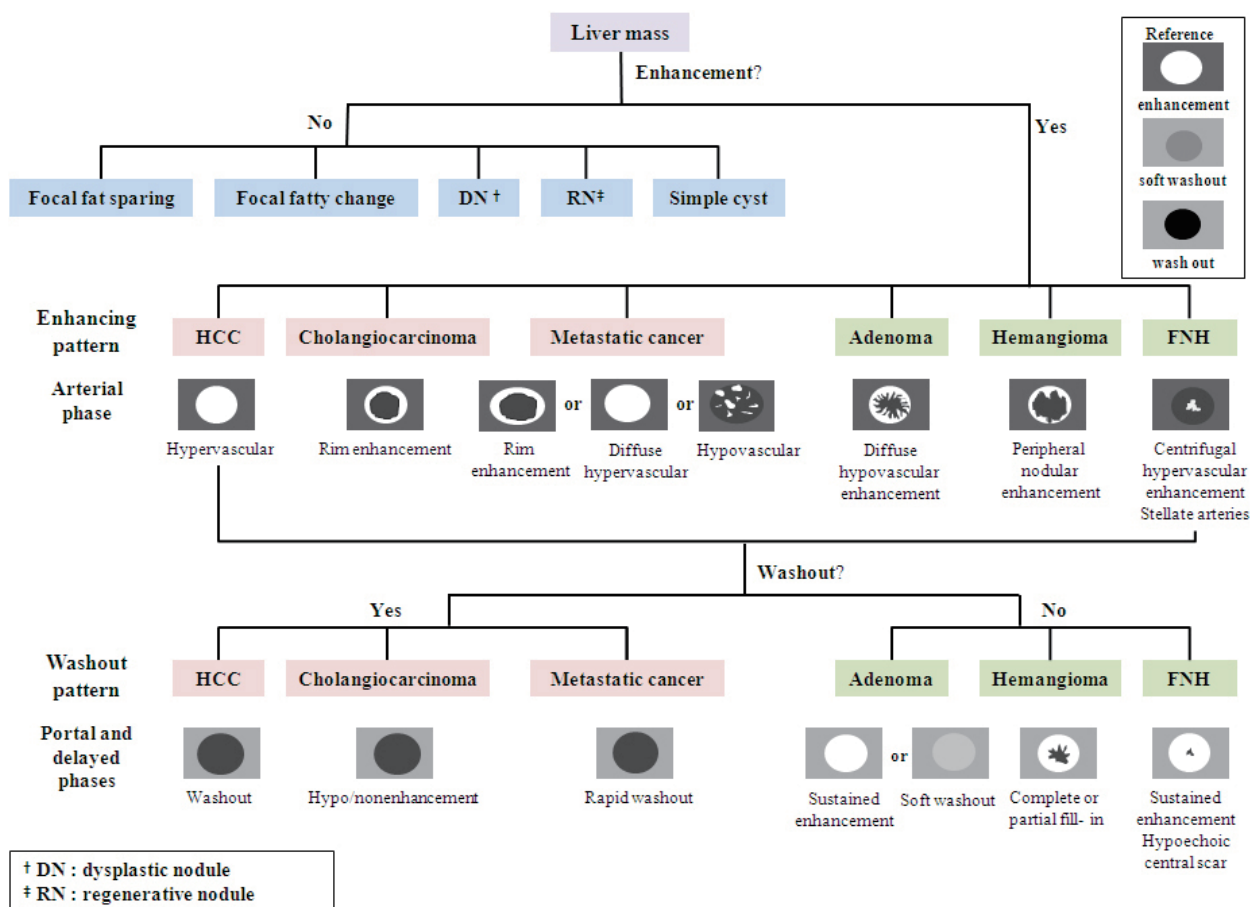 Liver mass
Enhancement?
No
Yes
Reference
enhancement
soft washout
wash out
Focal fat sparing
Focal fatty change
DN †
RN‡
Simple cyst
Enhancing
pattern
HCC
Cholangiocarcinoma
Metastatic cancer
Adenoma
Hemangioma
FNH
Arterial
phase
or
or
Hypervascular
Rim enhancement
Rim
enhancement
Diffuse
hypervascular
Hypovascular
Diffuse
hypovascular
enhancement
Peripheral
nodular
enhancement
Centrifugal
hypervascular
enhancement
Stellate arteries
Washout?
Yes
No
Washout
pattern
HCC
Cholangiocarcinoma
Metastatic cancer
Adenoma
Hemangioma
FNH
Portal and
delayed
phases
or
Washout
Hypo/nonenhancement
Rapid washout
Sustained
enhancement
Soft washout
Complete or
partial fill- in
Sustained
enhancement
Hypoechoic
central scar
† DN : dysplastic nodule
‡ RN : regenerative nodule